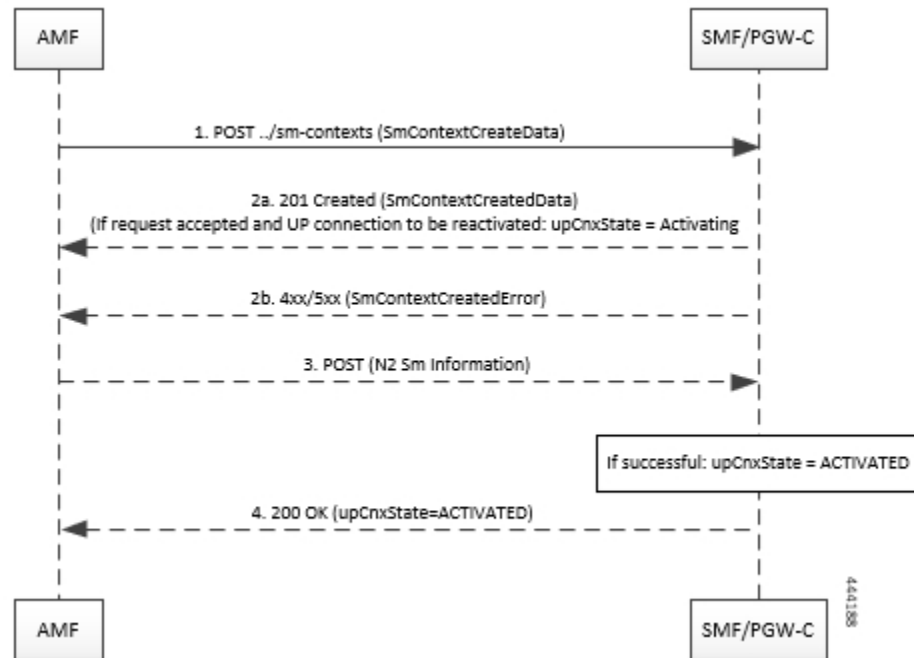 AMF
SMF/PGW-C
1. POST ../sm-contexts (SmContextCreateData)
2a. 201 Created (SmContextCreatedData)
(If request accepted and UP connection to be reactivated: upCnxState = Activating
2b. 4xx/5xx (SmContextCreatedError)
3. POST (N2 Sm Information)
If successful: upCnxState = ACTIVATED
4. 200 OK (upCnxState=ACTIVATED)
AMF
SMF/PGW-C
444188